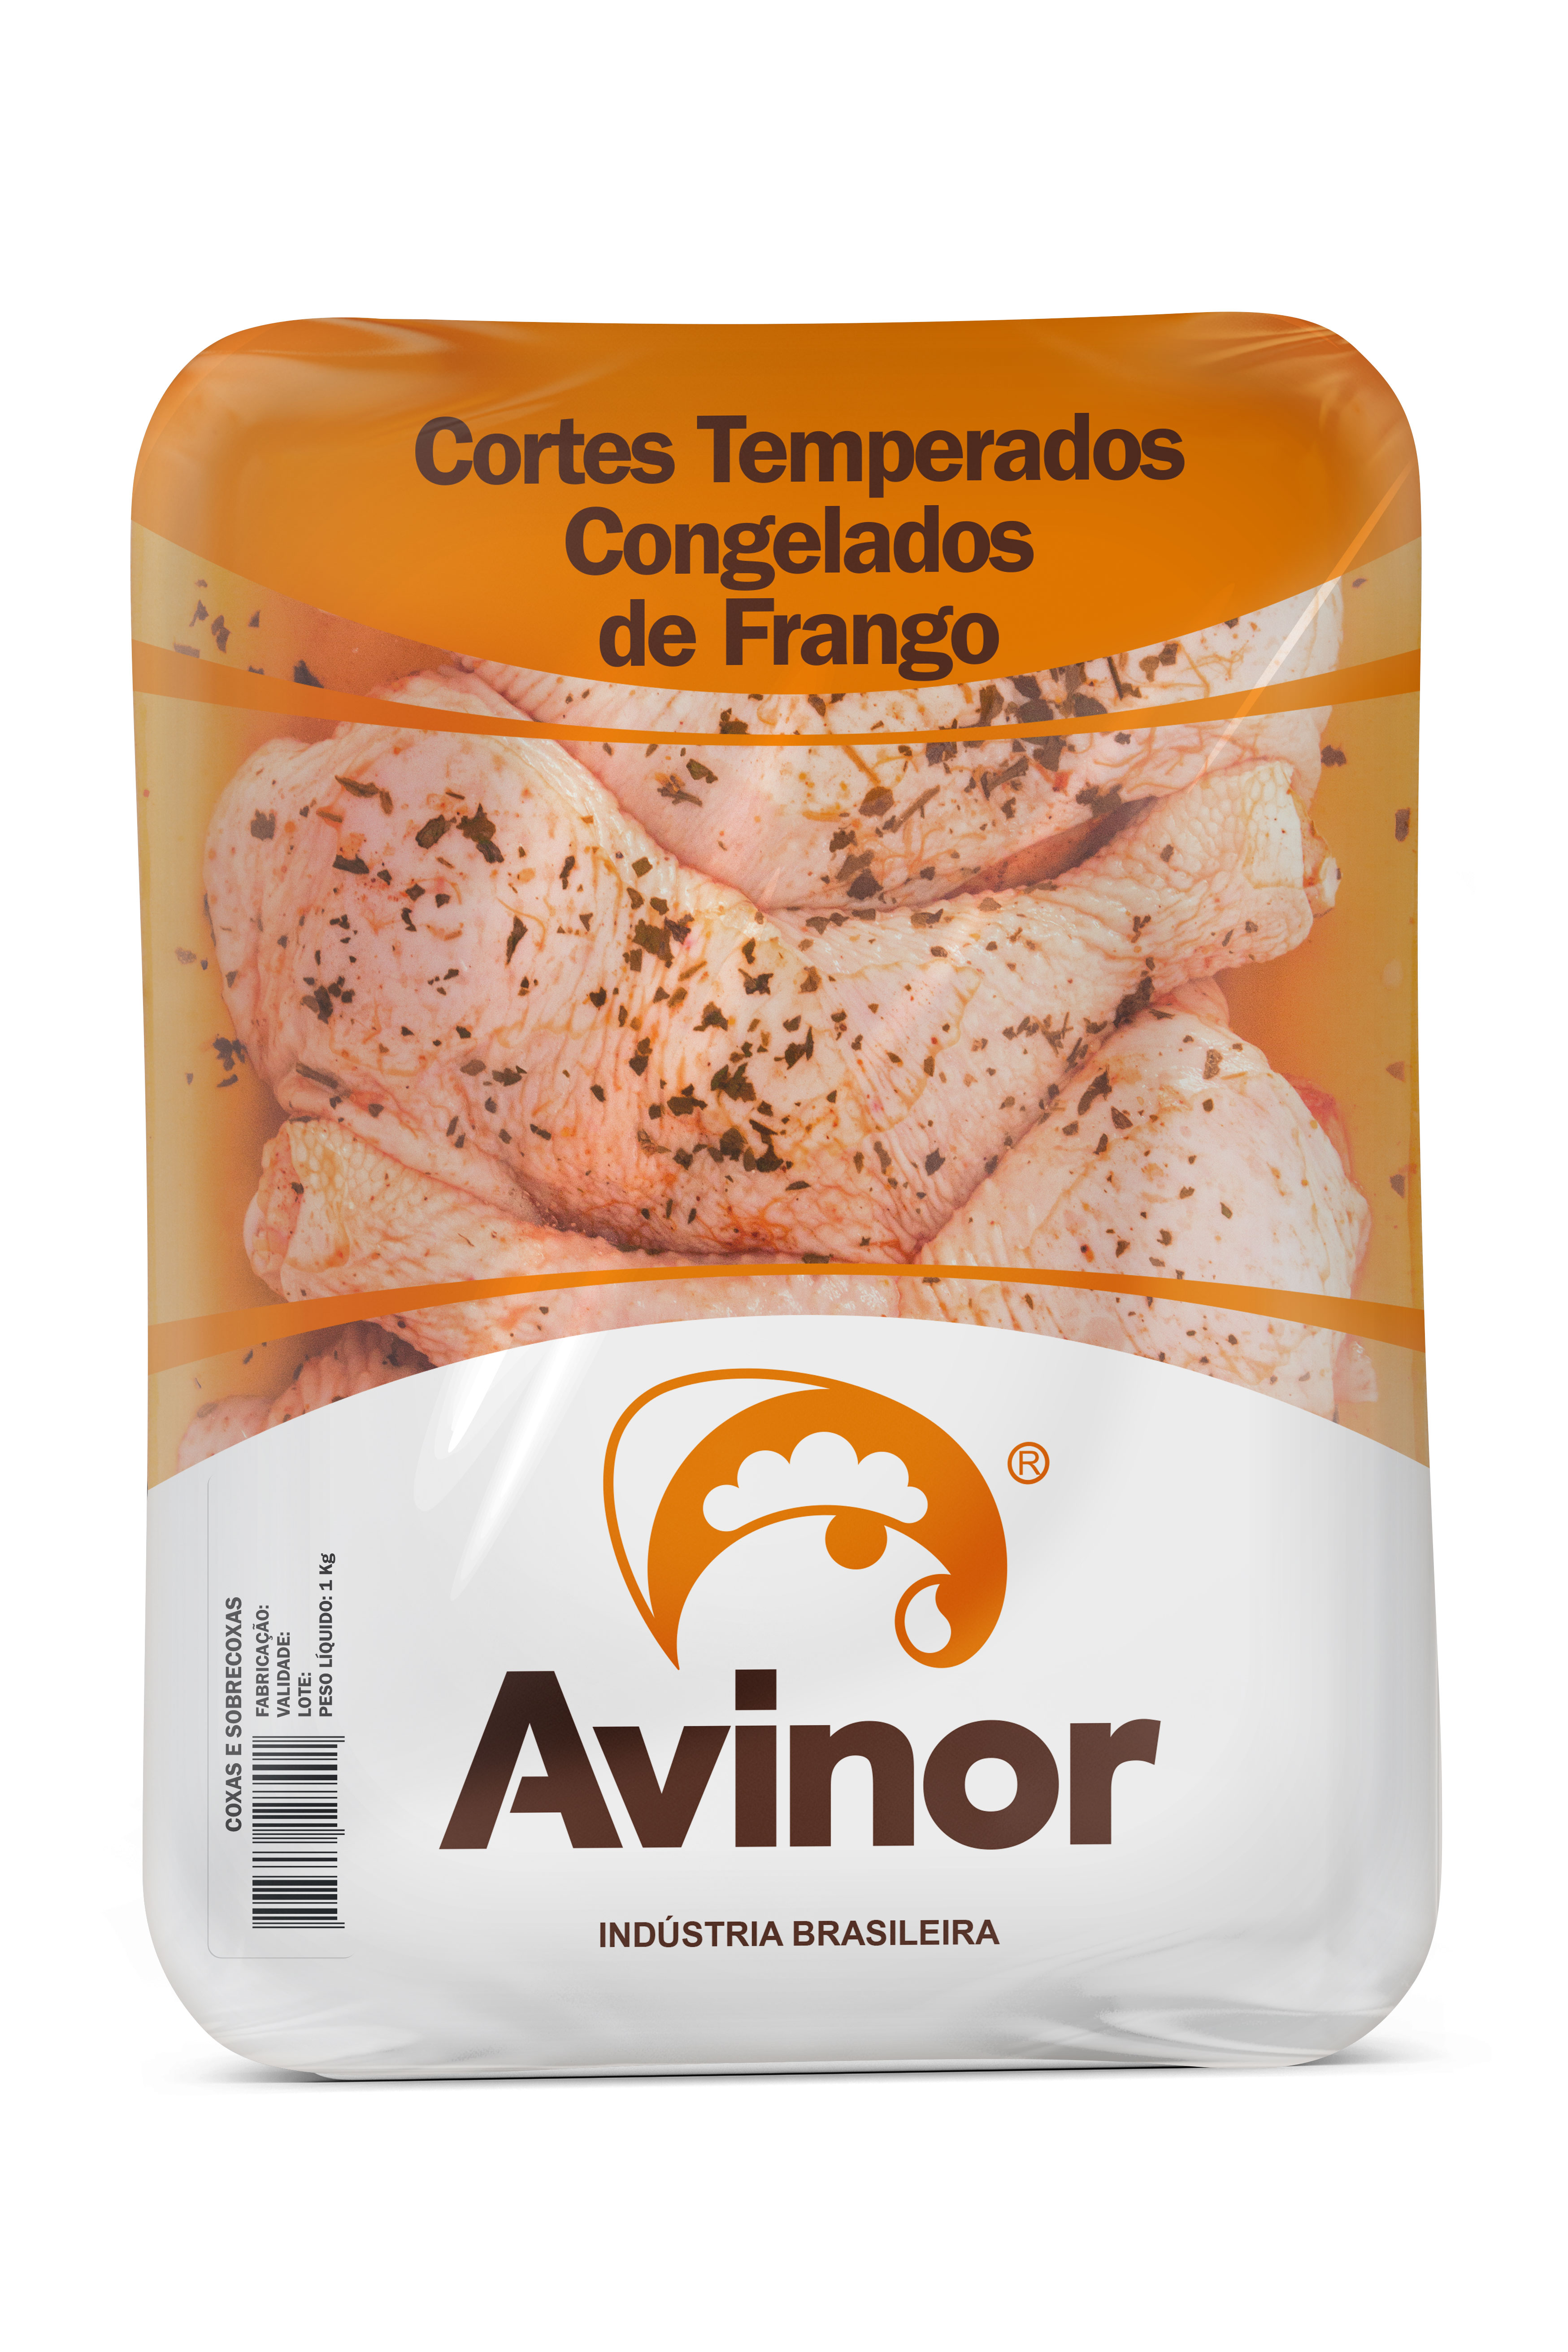 Cortes Temperados
Congelados
de Frango
®
Avinor
INDÚSTRIA BRASILEIRA
COXAS E SOBRECOXAS
FABRICAÇÃO:
VALIDADE:
LOTE:
PESO LÍQUIDO: 1 Kg